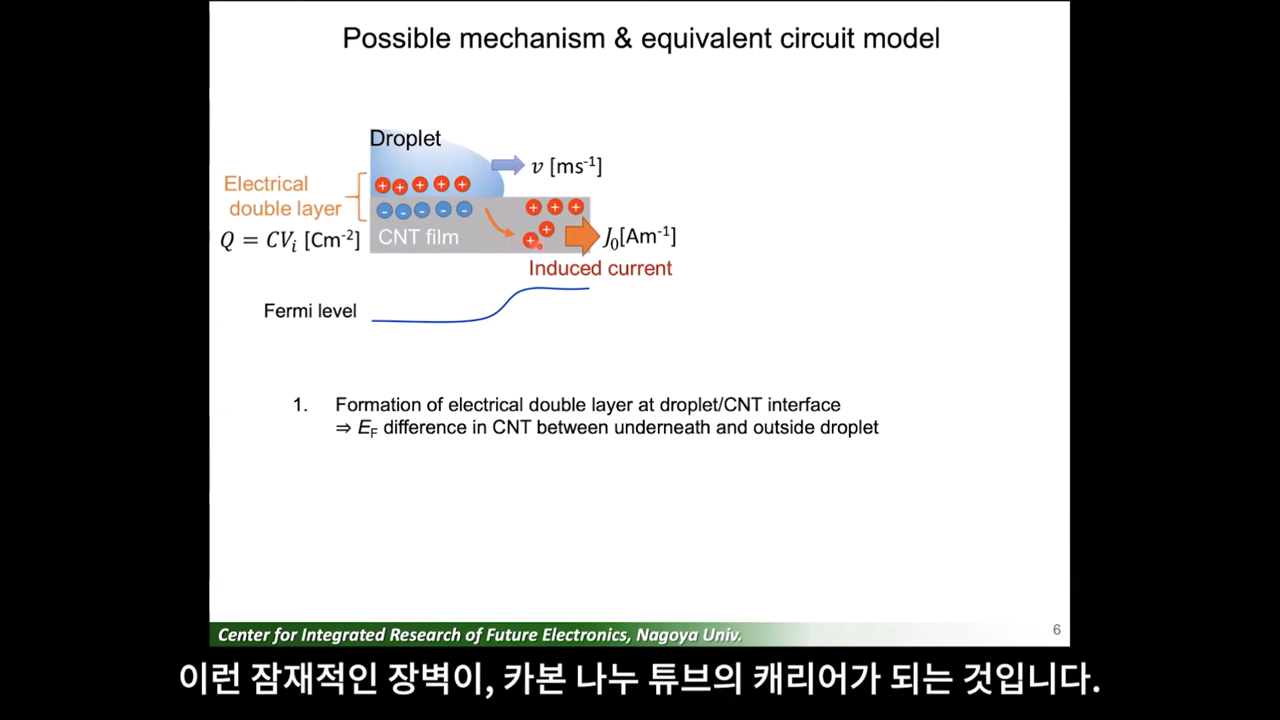 Possible mechanism & equivalent circuit model
Droplet
v [ms⁻¹]
Electrical
double layer
+ + + + +
- - - - -
+ + +
+
+
Q = CVᵢ [Cm⁻²]
CNT film
J₀[Am⁻¹]
Induced current
Fermi level
1. Formation of electrical double layer at droplet/CNT interface
⇒ E_F difference in CNT between underneath and outside droplet
Center for Integrated Research of Future Electronics, Nagoya Univ.
6
이런 잠재적인 장벽이, 카본 나누 튜브의 캐리어가 되는 것입니다.